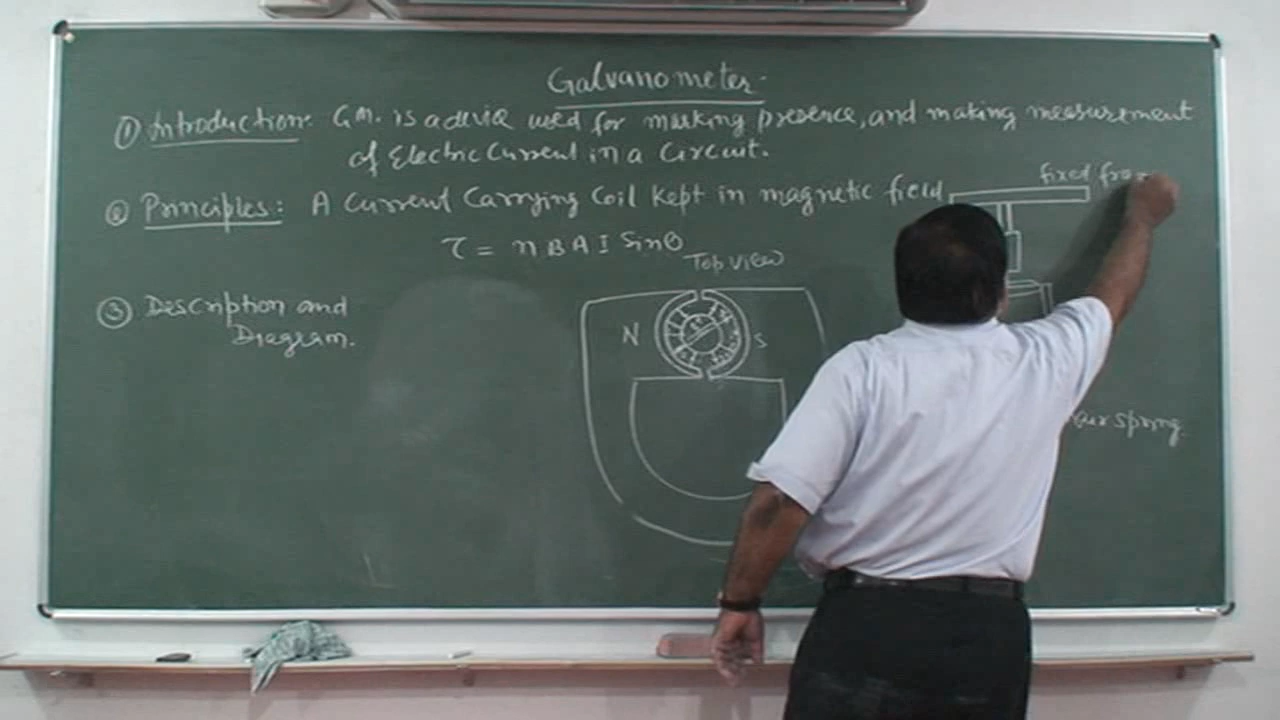 Galvanometer.
① Introduction: GM. is a device used for marking presence, and making measurement
of Electric Current in a Circuit.
② Principles: A Current Carrying Coil kept in magnetic field
τ = n B A I Sinθ
③ Description and
Diagram.
Top view
N S
fixed
spring